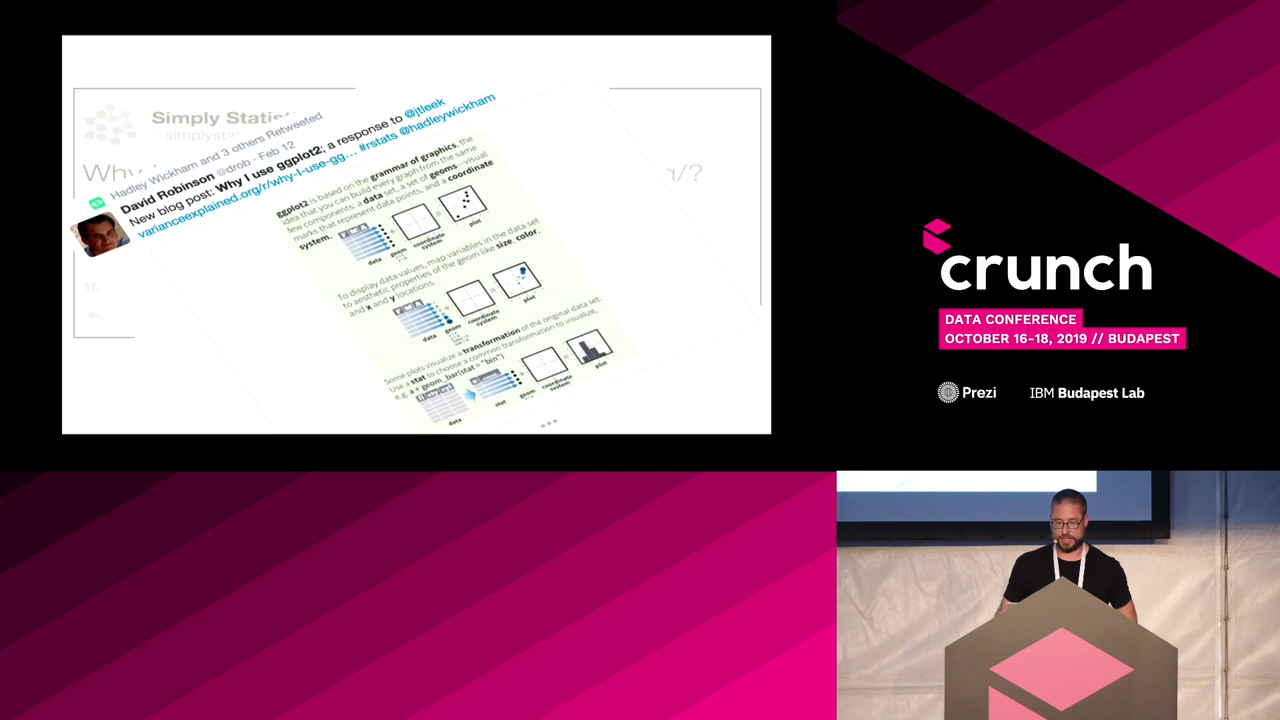 Simply Statis
@simplystat
Why
g/?
16
Hadley Wickham and 3 others Retweeted
David Robinson @drob · Feb 12
New blog post: Why I use ggplot2; a response to @jtleek
varianceexplained.org/r/why-I-use-gg… #rstats @hadleywickham
ggplot2 is based on the grammar of graphics, the
idea that you can build every graph from the same
few components: a data set, a set of geoms—visual
marks that represent data points, and a coordinate
system.
data
geom
coordinate
system
plot
To display data values, map variables in the data set
to aesthetic properties of the geom like size, color,
and x and y locations.
data
geom
coordinate
system
plot
Some plots visualize a transformation of the original data set.
Use a stat to choose a common transformation to visualize,
e.g. a + geom_bar(stat = "bin")
data
stat
geom
coordinate
system
plot
crunch
DATA CONFERENCE
OCTOBER 16-18, 2019 // BUDAPEST
Prezi
IBM Budapest Lab